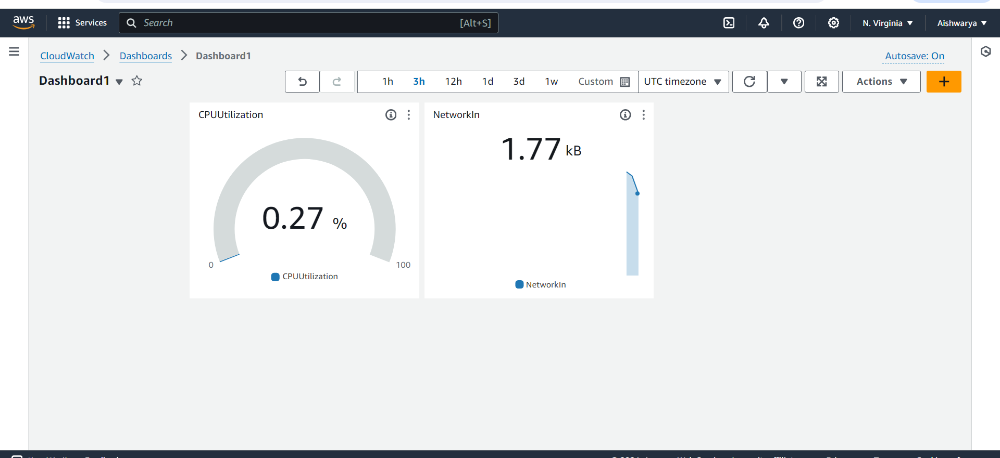 aws Services Search [Alt+S] N. Virginia Aishwarya
CloudWatch Dashboards Dashboard1 Autosave: On
Dashboard1 1h 3h 12h 1d 3d 1w Custom UTC timezone Actions +
CPUUtilization
0.27 %
0 100
CPUUtilization
NetworkIn
1.77 kB
NetworkIn